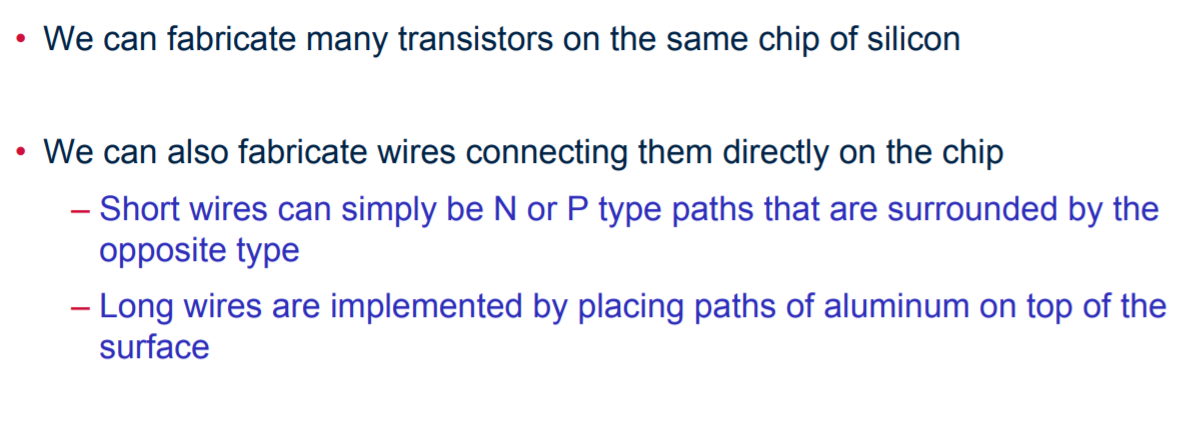 • We can fabricate many transistors on the same chip of silicon
• We can also fabricate wires connecting them directly on the chip
– Short wires can simply be N or P type paths that are surrounded by the
opposite type
– Long wires are implemented by placing paths of aluminum on top of the
surface